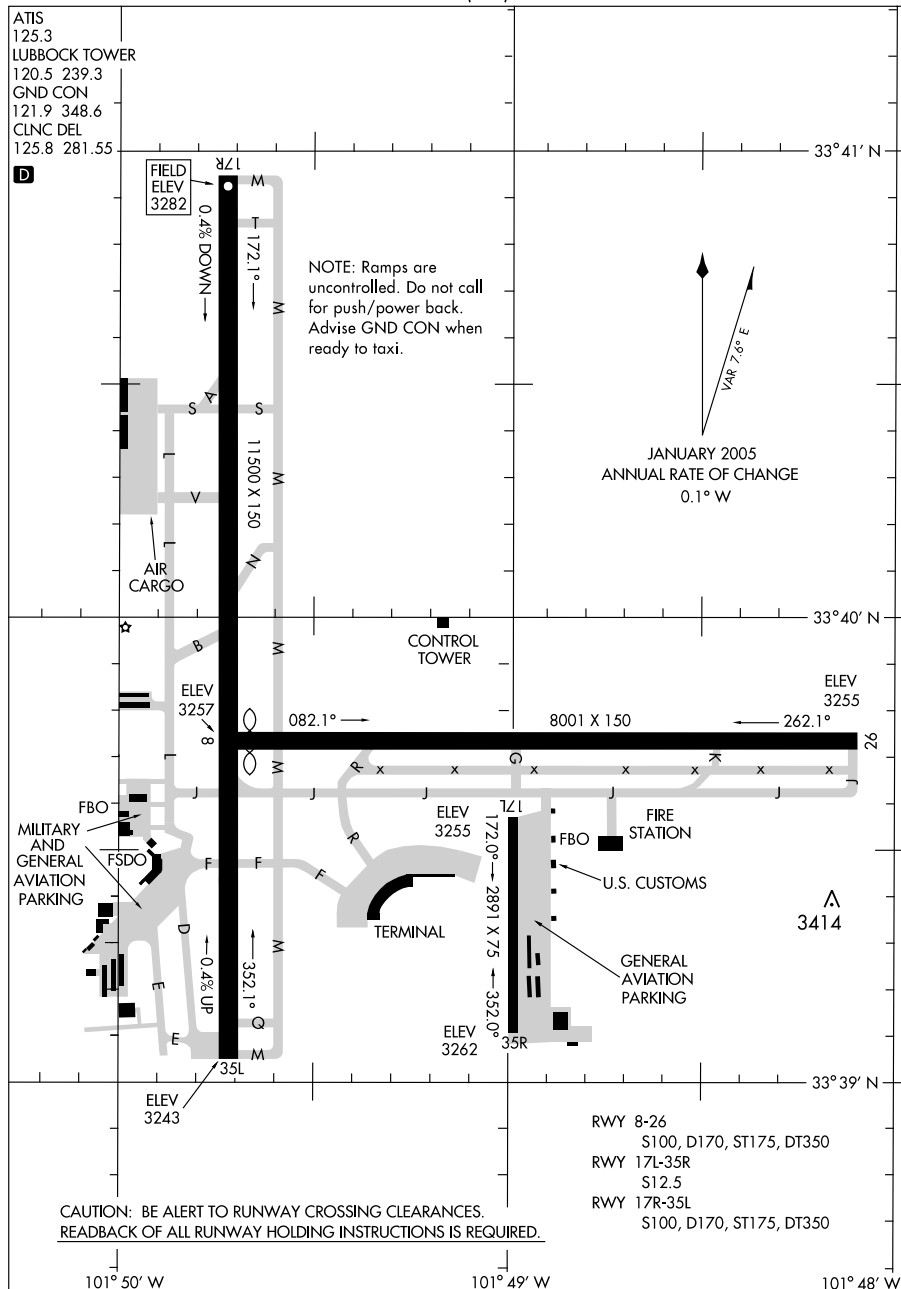 ATIS
125.3
LUBBOCK TOWER
120.5 239.3
GND CON
121.9 348.6
CLNC DEL
125.8 281.55
D
FIELD
ELEV
3282
17R
W
T
0.4% DOWN
172.1°
M
NOTE: Ramps are
uncontrolled. Do not call
for push/power back.
Advise GND CON when
ready to taxi.
33°41' N
VAR 7.6° E
JANUARY 2005
ANNUAL RATE OF CHANGE
0.1° W
A
S
S
L
11500 X 150
M
V
L
N
AIR
CARGO
33°40' N
B
M
CONTROL
TOWER
ELEV
3257
8
082.1°
8001 X 150
262.1°
ELEV
3255
26
L
M
R
G
K
x x x x x x x
J
J
J
J
J
J
FBO
MILITARY
AND
GENERAL
AVIATION
PARKING
FSDO
F
F
F
R
ELEV
3255
17L
FBO
FIRE
STATION
U.S. CUSTOMS
TERMINAL
172.0°
2891 X 75
352.0°
3414
D
E
0.4% UP
352.1°
M
GENERAL
AVIATION
PARKING
Q
E
M
35L
ELEV
3262
35R
33°39' N
ELEV
3243
RWY 8-26
S100, D170, ST175, DT350
RWY 17L-35R
S12.5
RWY 17R-35L
S100, D170, ST175, DT350
CAUTION: BE ALERT TO RUNWAY CROSSING CLEARANCES.
READBACK OF ALL RUNWAY HOLDING INSTRUCTIONS IS REQUIRED.
101°50' W
101°49' W
101°48' W